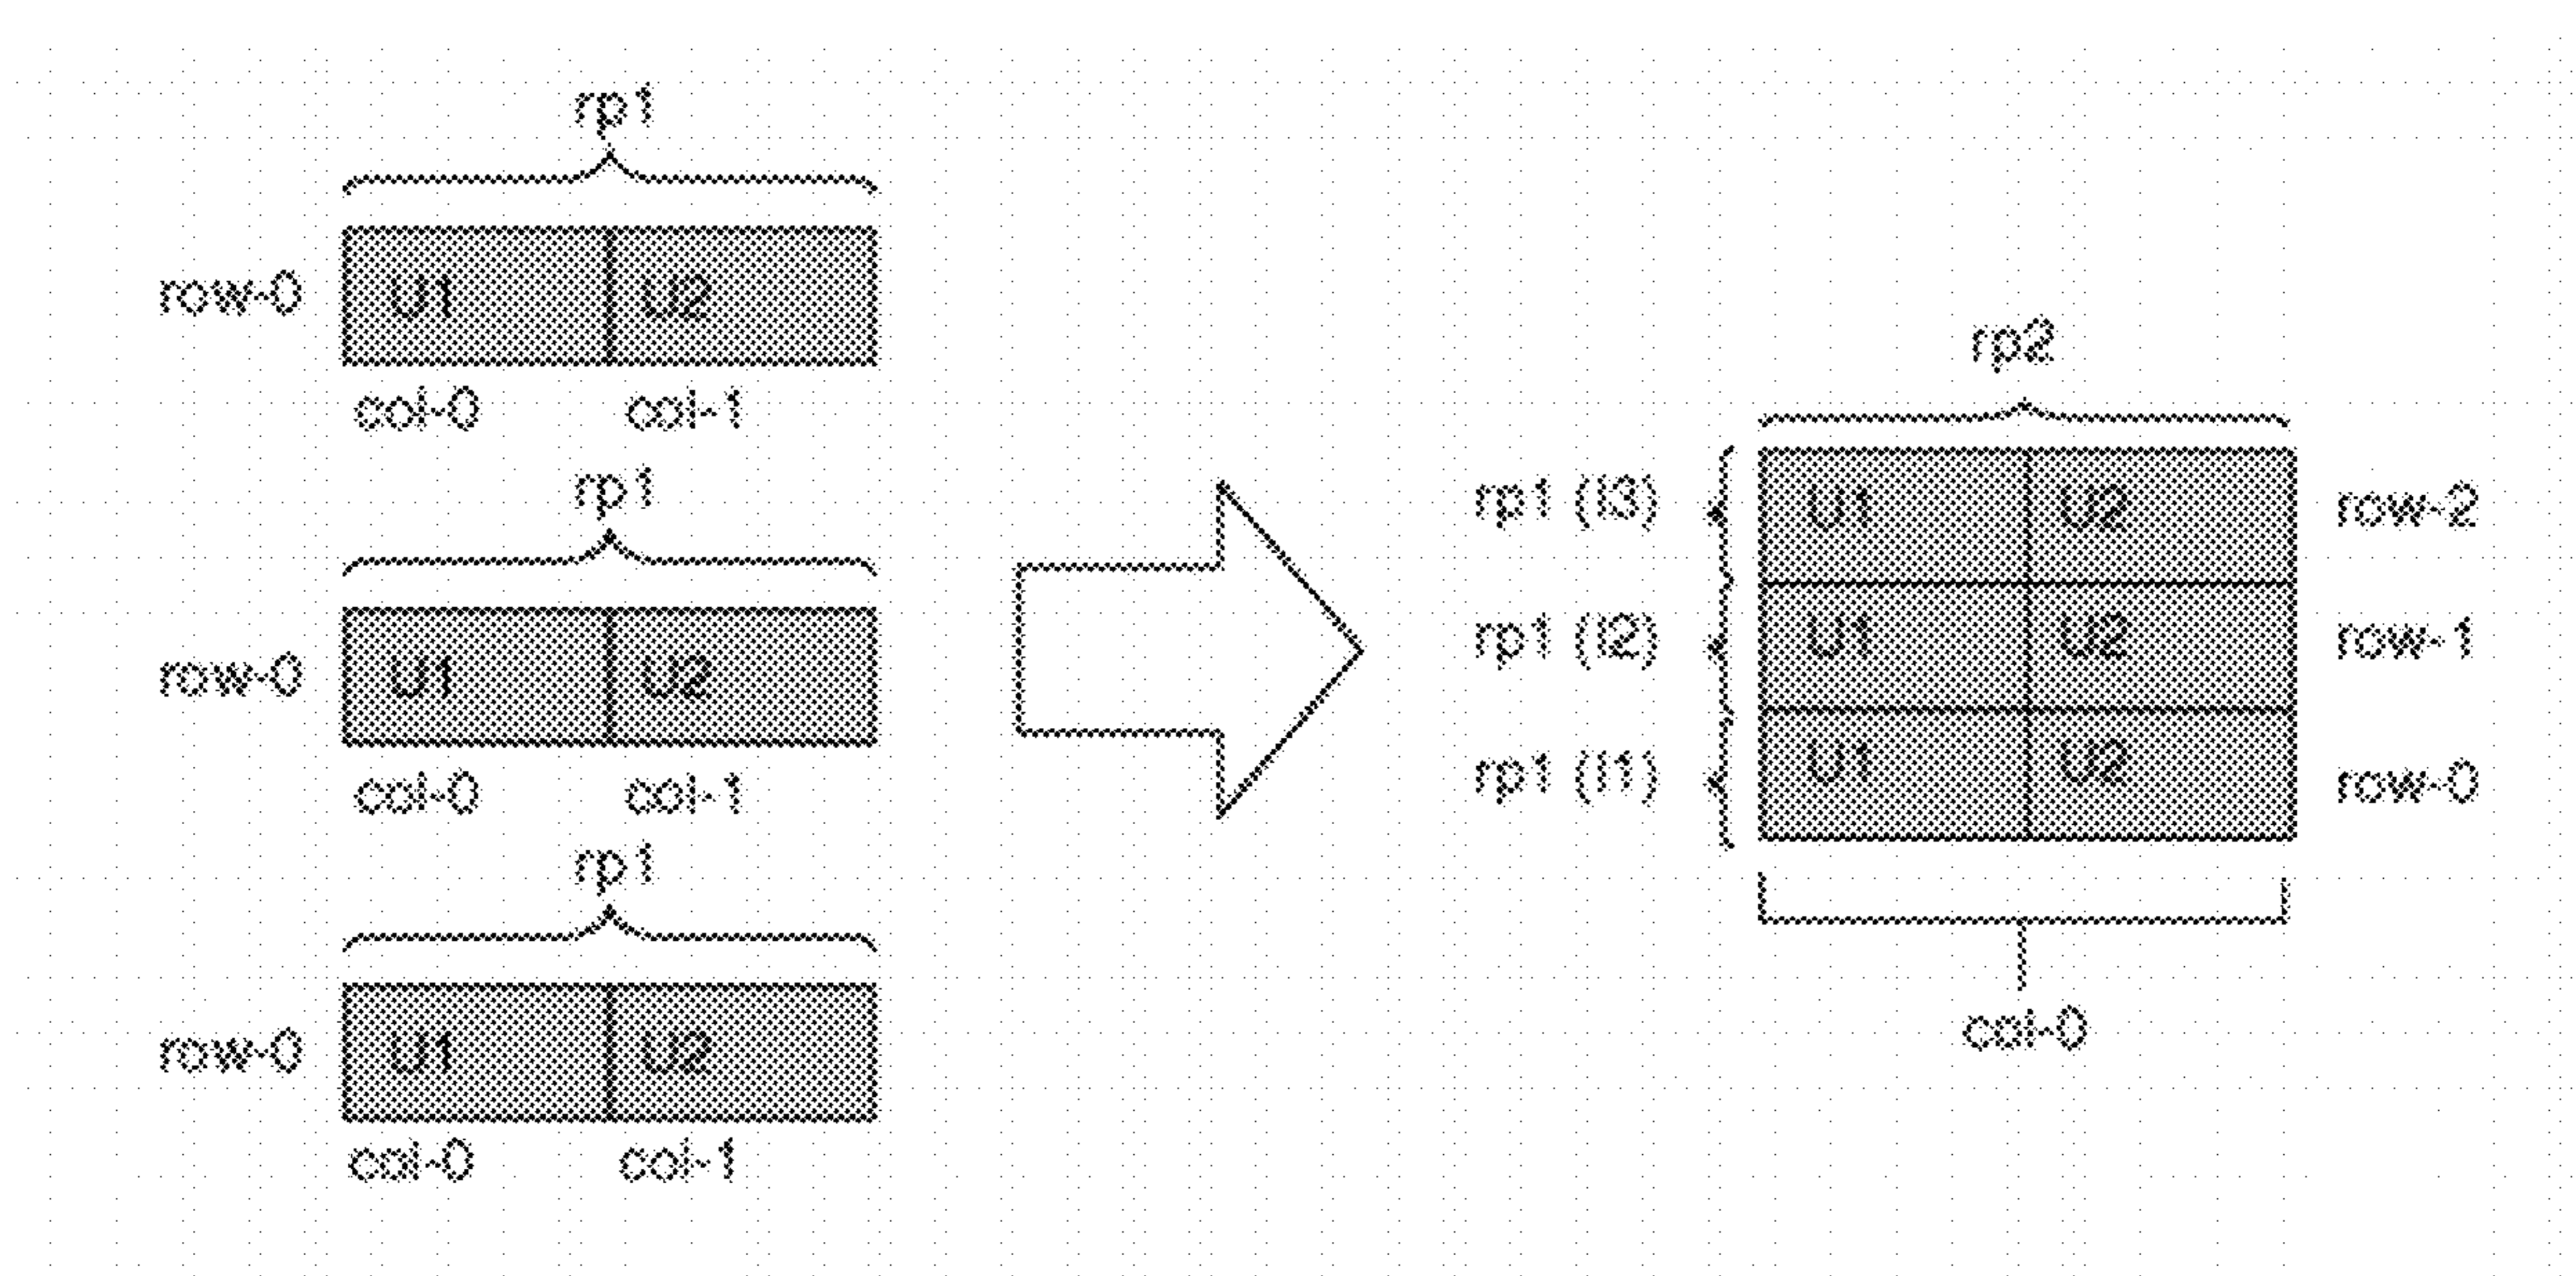 rp1
row-0 U1 U2
col-0 col-1
rp1
row-0 U1 U2
col-0 col-1
rp1
row-0 U1 U2
col-0 col-1
rp2
rp1 (I3) U1 U2 row-2
rp1 (I2) U1 U2 row-1
rp1 (I1) U1 U2 row-0
col-0